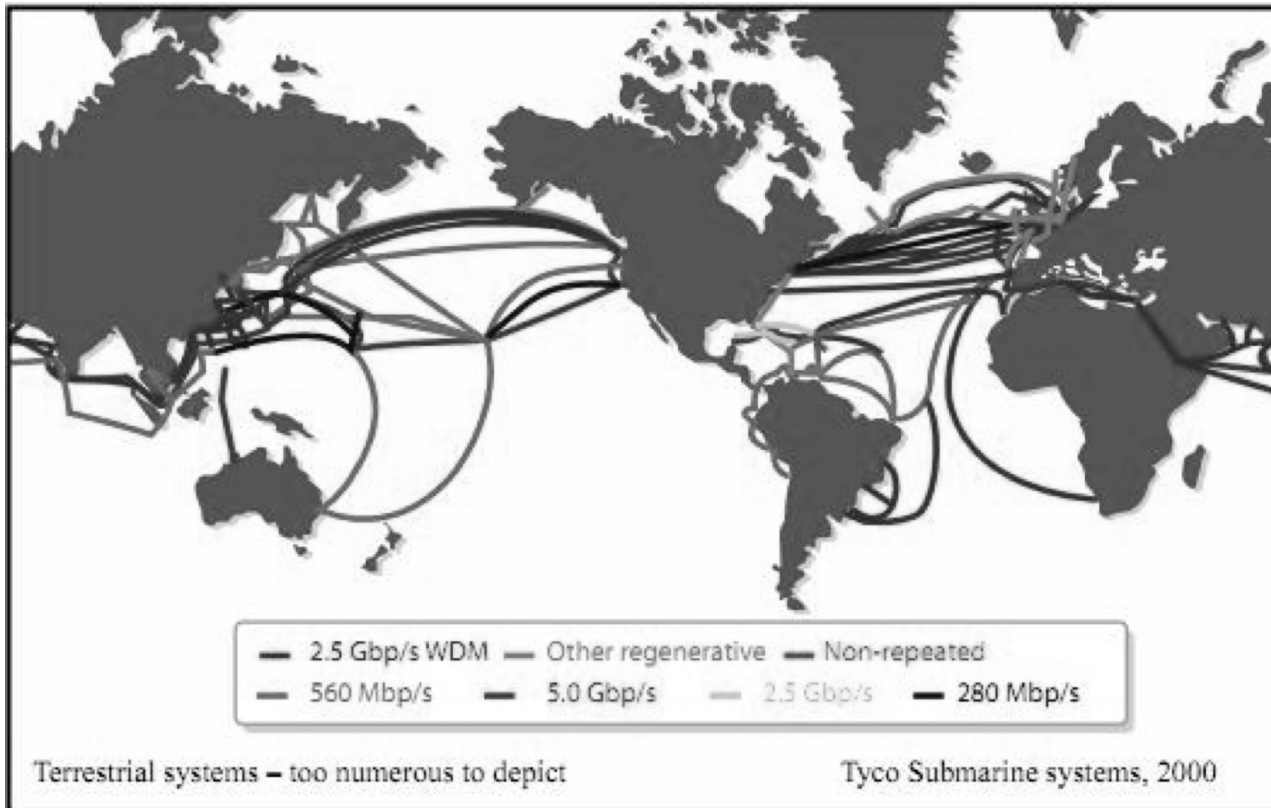 2.5 Gbp/s WDM Other regenerative Non-repeated
560 Mbp/s 5.0 Gbp/s 2.5 Gbp/s 280 Mbp/s
Terrestrial systems – too numerous to depict Tyco Submarine systems, 2000